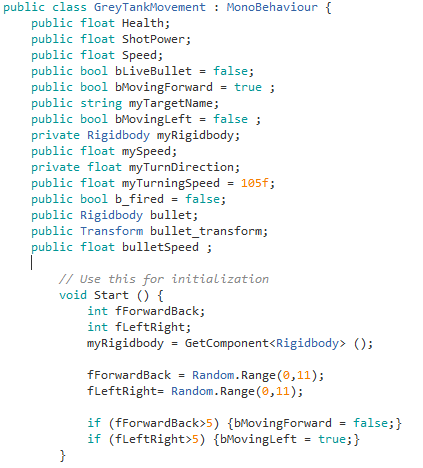 public class GreyTankMovement : MonoBehaviour {
public float Health;
public float ShotPower;
public float Speed;
public bool bLiveBullet = false;
public bool bMovingForward = true ;
public string myTargetName;
public bool bMovingLeft = false ;
private Rigidbody myRigidbody;
public float mySpeed;
private float myTurnDirection;
public float myTurningSpeed = 105f;
public bool b_fired = false;
public Rigidbody bullet;
public Transform bullet_transform;
public float bulletSpeed ;
// Use this for initialization
void Start () {
int fForwardBack;
int fLeftRight;
myRigidbody = GetComponent<Rigidbody> ();
fForwardBack = Random.Range(0,11);
fLeftRight= Random.Range(0,11);
if (fForwardBack>5) {bMovingForward = false;}
if (fLeftRight>5) {bMovingLeft = true;}
}